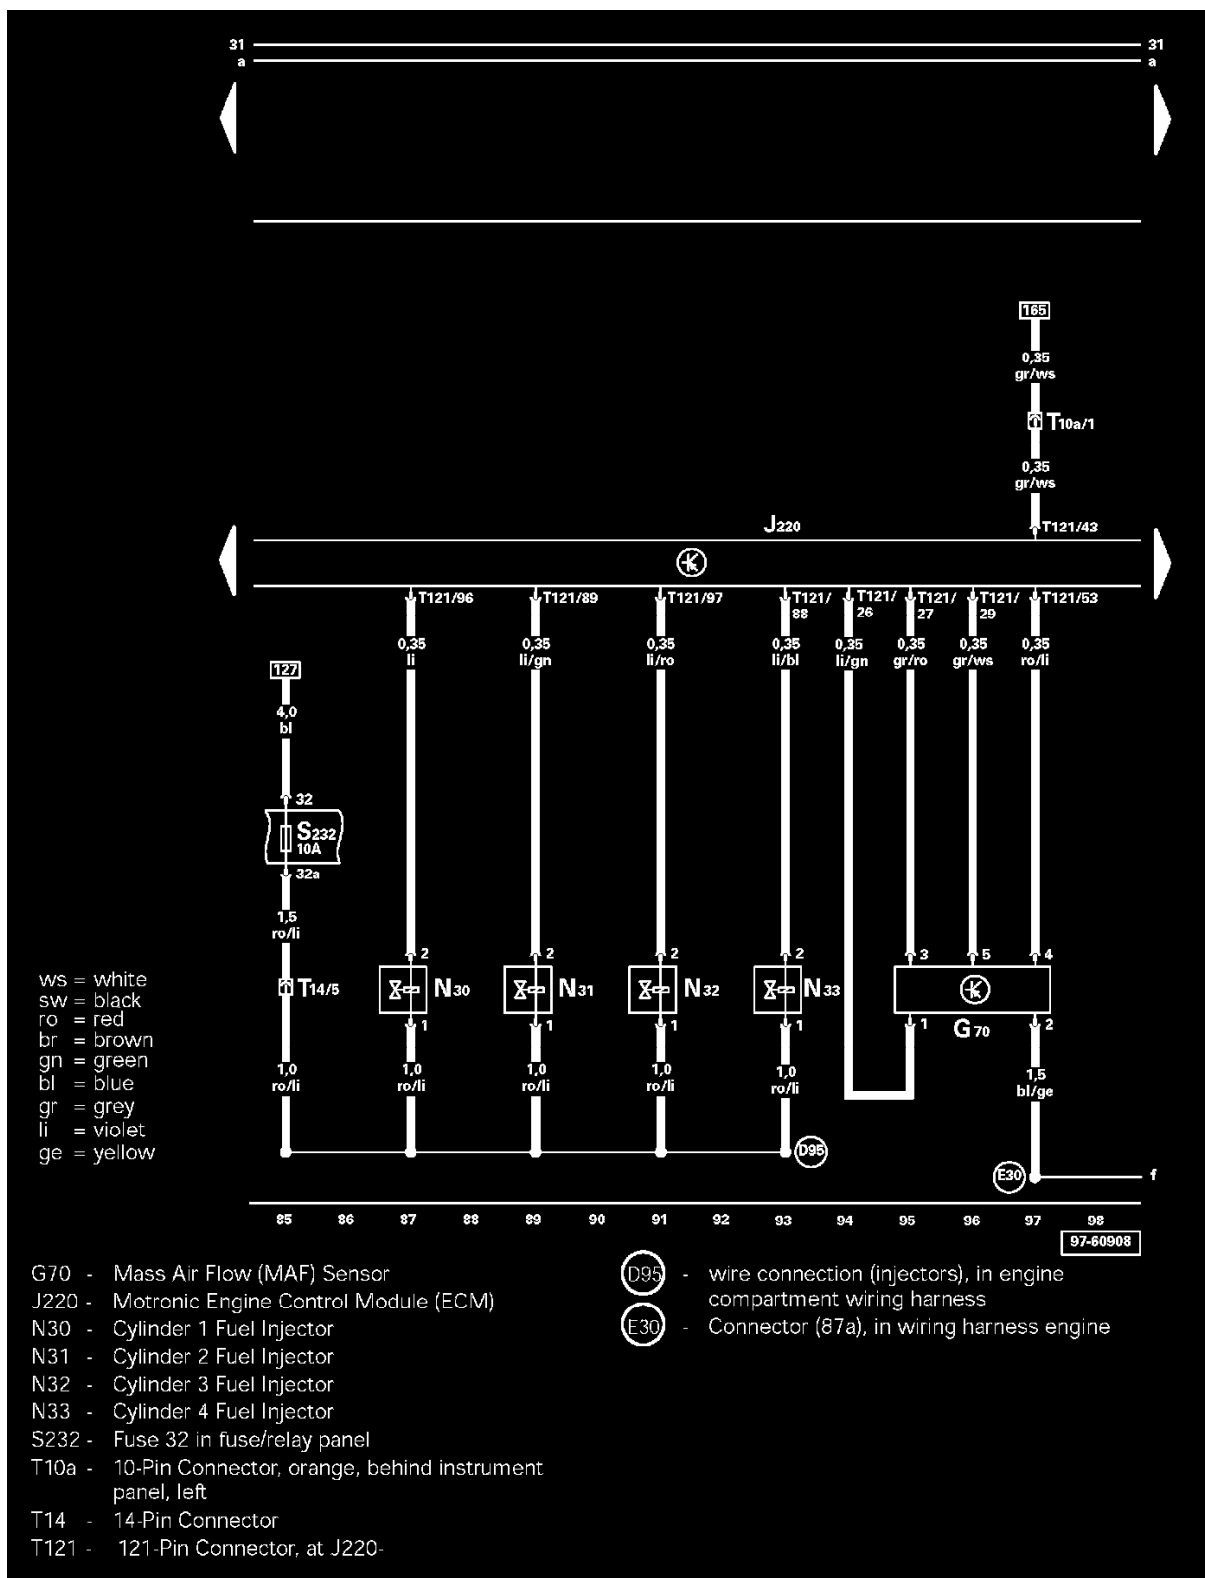 31 31
a a
165
0,35
gr/ws
T10a/1
0,35
gr/ws
J220 T121/43
T121/96 T121/89 T121/97 T121/ T121/ T121/ T121/ T121/53
88 26 27 29
0,35 0,35 0,35 0,35 0,35 0,35 0,35 0,35
li li/gn li/ro li/bl li/gn gr/ro gr/ws ro/li
127
4,0
bl
32
S232
10A
32a
1,5
ro/li
2 2 2 2 3 5 4
T14/5 N30 N31 N32 N33
1 1 1 1 1 G70 2
1,0 1,0 1,0 1,0 1,0 1,5
ro/li ro/li ro/li ro/li ro/li bl/ge
D95
E30 f
ws = white
sw = black
ro = red
br = brown
gn = green
bl = blue
gr = grey
li = violet
ge = yellow
85 86 87 88 89 90 91 92 93 94 95 96 97 98
97-60908
G70 - Mass Air Flow (MAF) Sensor
J220 - Motronic Engine Control Module (ECM)
N30 - Cylinder 1 Fuel Injector
N31 - Cylinder 2 Fuel Injector
N32 - Cylinder 3 Fuel Injector
N33 - Cylinder 4 Fuel Injector
S232 - Fuse 32 in fuse/relay panel
T10a - 10-Pin Connector, orange, behind instrument
panel, left
T14 - 14-Pin Connector
T121 - 121-Pin Connector, at J220-
D95 - wire connection (injectors), in engine
compartment wiring harness
E30 - Connector (87a), in wiring harness engine